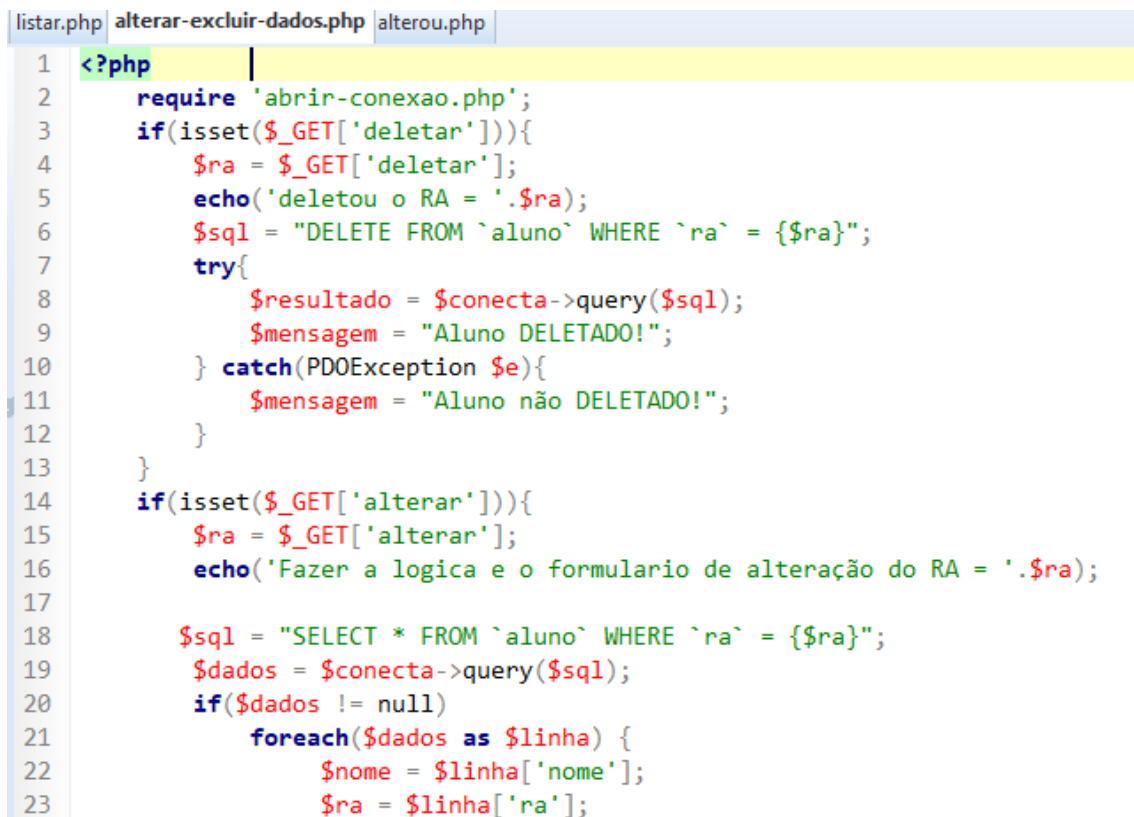 listar.php alterar-excluir-dados.php alterou.php
1 <?php
2 require 'abrir-conexao.php';
3 if(isset($_GET['deletar'])){
4 $ra = $_GET['deletar'];
5 echo('deletou o RA = '.$ra);
6 $sql = "DELETE FROM `aluno` WHERE `ra` = {$ra}";
7 try{
8 $resultado = $conecta->query($sql);
9 $mensagem = "Aluno DELETADO!";
10 } catch(PDOException $e){
11 $mensagem = "Aluno não DELETADO!";
12 }
13 }
14 if(isset($_GET['alterar'])){
15 $ra = $_GET['alterar'];
16 echo('Fazer a logica e o formulario de alteração do RA = '.$ra);
17
18 $sql = "SELECT * FROM `aluno` WHERE `ra` = {$ra}";
19 $dados = $conecta->query($sql);
20 if($dados != null)
21 foreach($dados as $linha) {
22 $nome = $linha['nome'];
23 $ra = $linha['ra'];